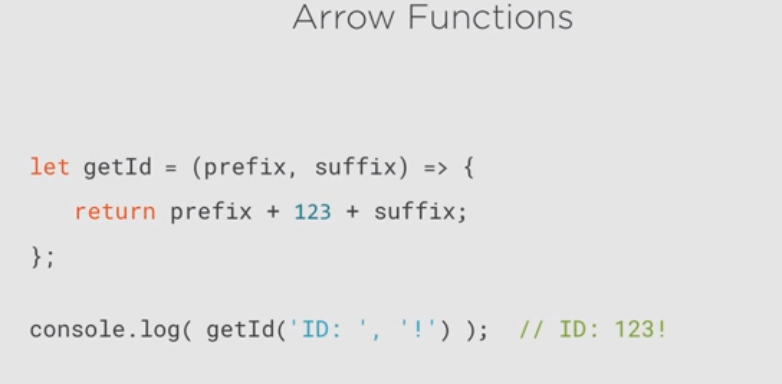 Arrow Functions
let getId = (prefix, suffix) => {
return prefix + 123 + suffix;
};
console.log( getId('ID: ', '!') );  // ID: 123!